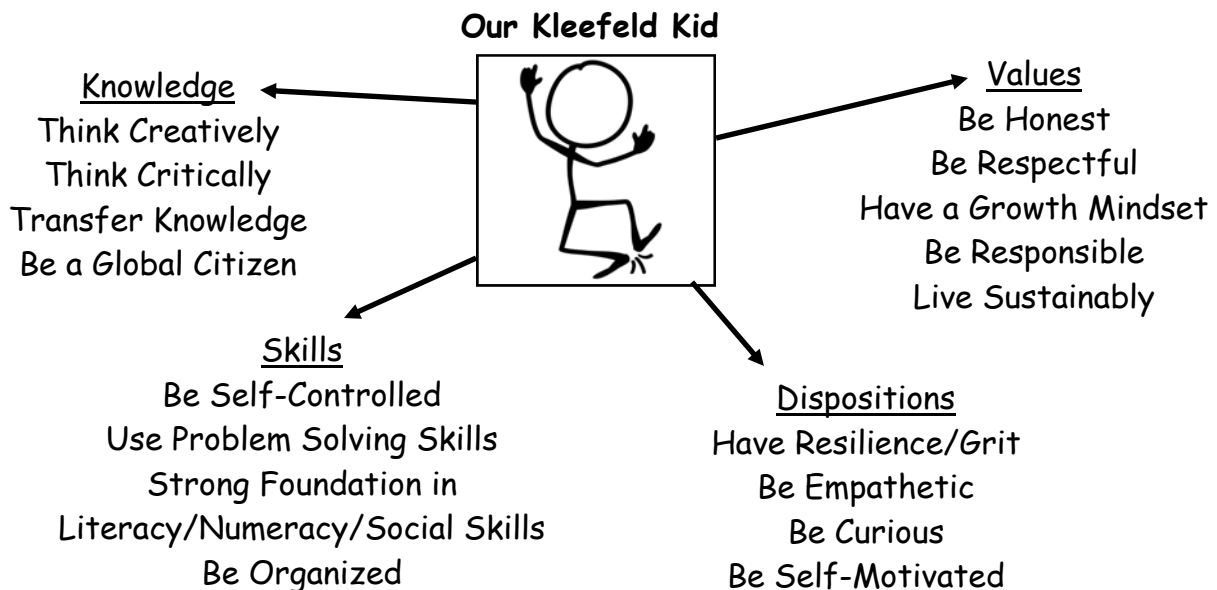 Our Kleefeld Kid
Knowledge
Think Creatively
Think Critically
Transfer Knowledge
Be a Global Citizen
Values
Be Honest
Be Respectful
Have a Growth Mindset
Be Responsible
Live Sustainably
Skills
Be Self-Controlled
Use Problem Solving Skills
Strong Foundation in
Literacy/Numeracy/Social Skills
Be Organized
Dispositions
Have Resilience/Grit
Be Empathetic
Be Curious
Be Self-Motivated